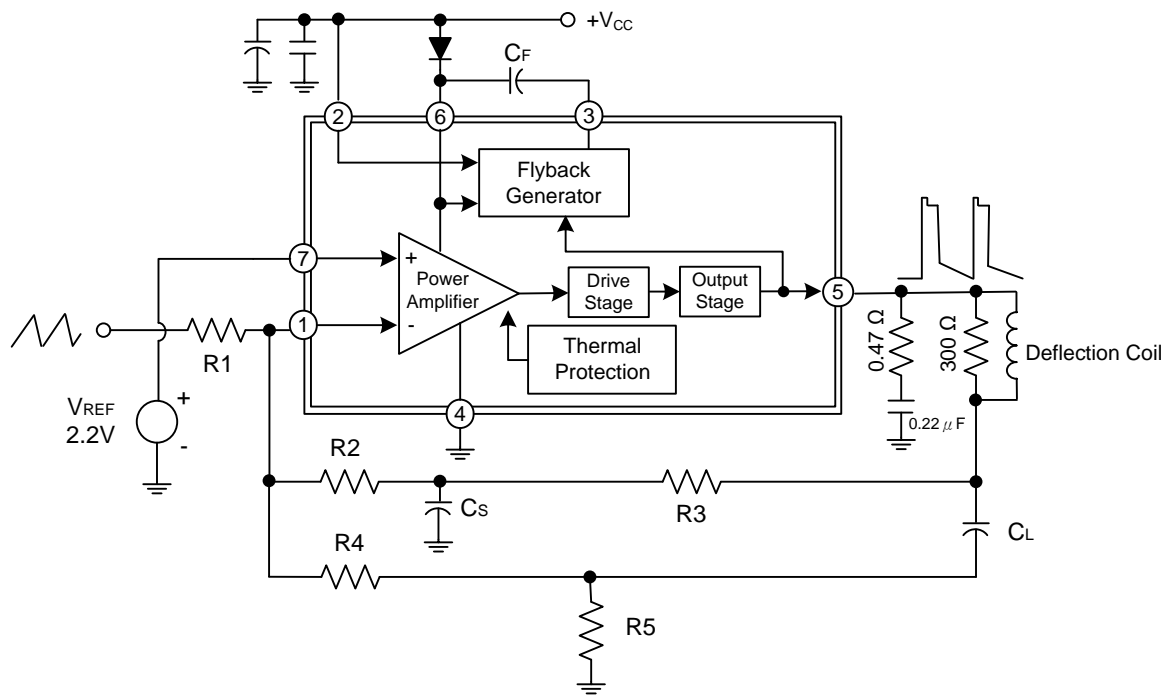 +VCC
CF
2
6
3
Flyback
Generator
7
+
Power
Amplifier
-
Drive
Stage
Output
Stage
5
1
R1
Thermal
Protection
0.47 Ω
300 Ω
Deflection Coil
VREF
2.2V
+
-
4
0.22 μF
R2
CS
R3
CL
R4
R5